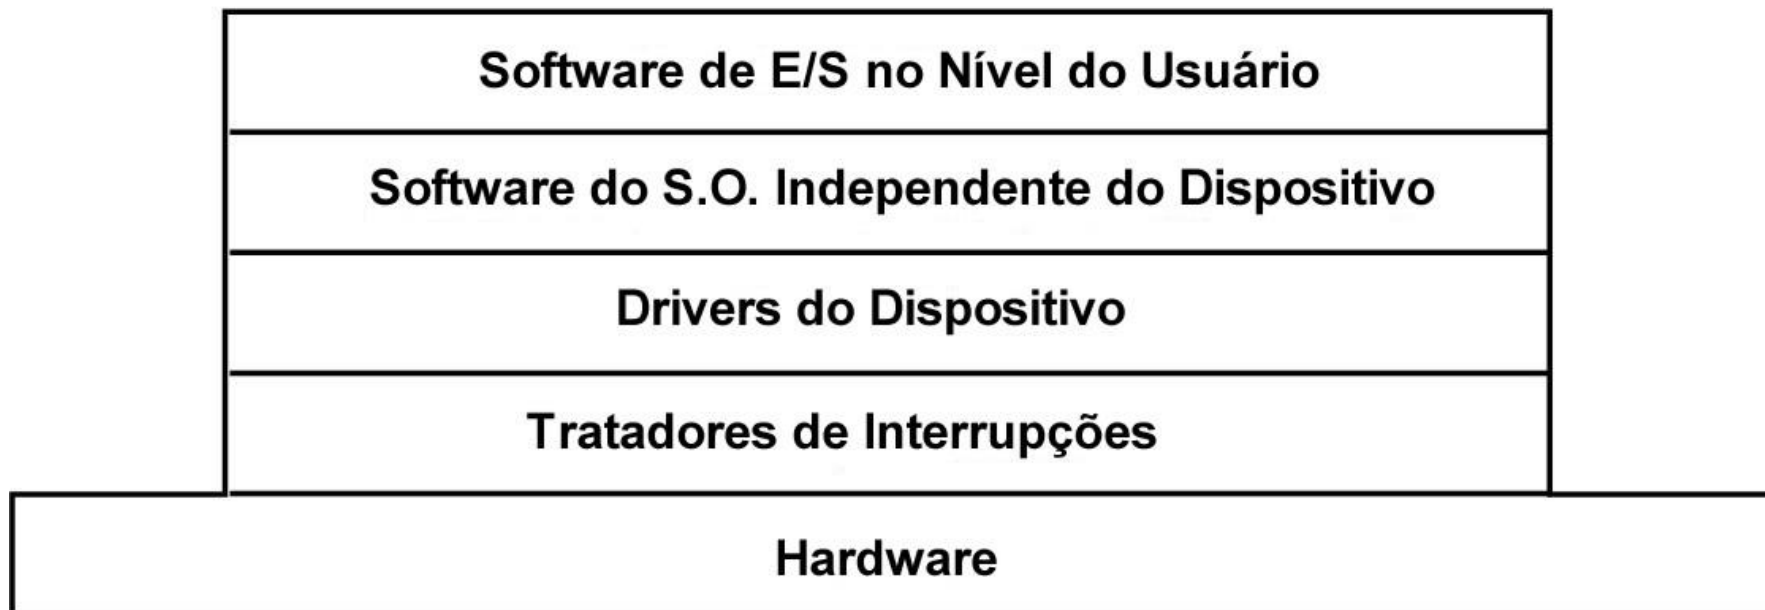 Software de E/S no Nível do Usuário
Software do S.O. Independente do Dispositivo
Drivers do Dispositivo
Tratadores de Interrupções
Hardware